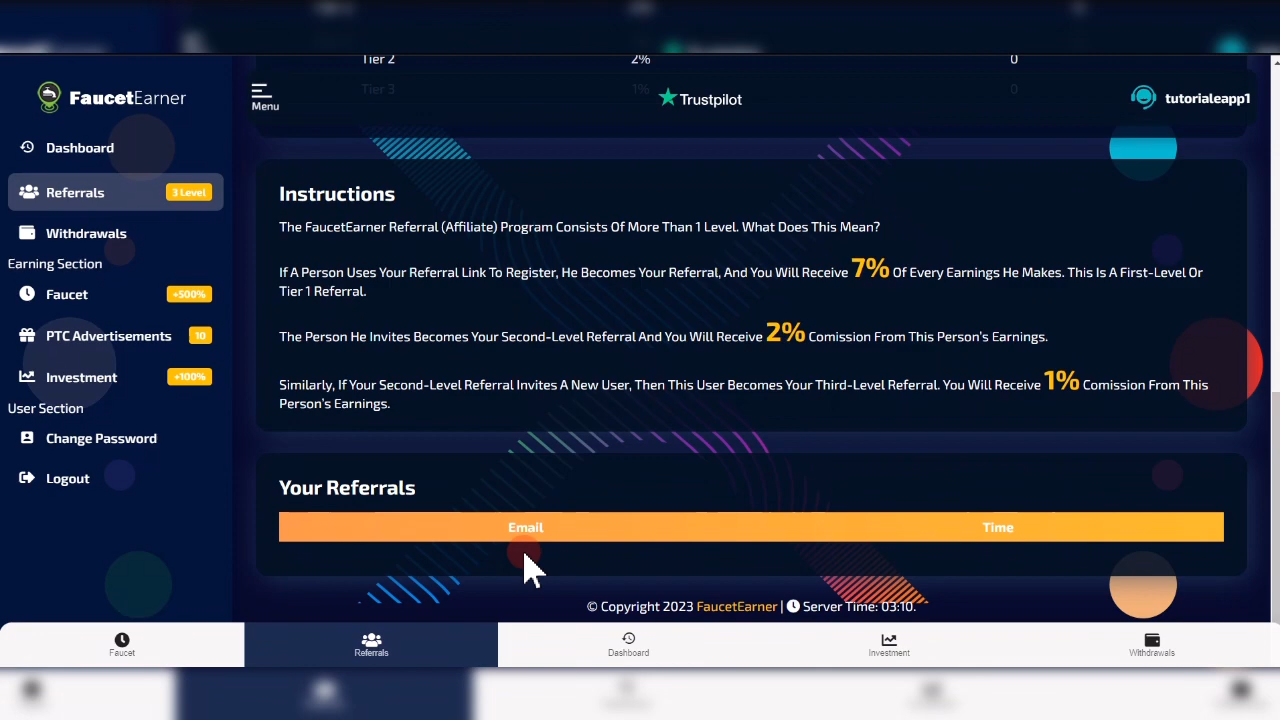 Tier 2 2% 0
FaucetEarner
Menu
Tier 3 1% 0
Trustpilot
tutorialeapp1
Dashboard
Referrals 3 Level
Withdrawals
Earning Section
Faucet +500%
PTC Advertisements 10
Investment +100%
User Section
Change Password
Logout
Instructions
The FaucetEarner Referral (Affiliate) Program Consists Of More Than 1 Level. What Does This Mean?
If A Person Uses Your Referral Link To Register, He Becomes Your Referral, And You Will Receive 7% Of Every Earnings He Makes. This Is A First-Level Or
Tier 1 Referral.
The Person He Invites Becomes Your Second-Level Referral And You Will Receive 2% Comission From This Person's Earnings.
Similarly, If Your Second-Level Referral Invites A New User, Then This User Becomes Your Third-Level Referral. You Will Receive 1% Comission From This
Person's Earnings.
Your Referrals
Email Time
© Copyright 2023 FaucetEarner | Server Time: 03:10.
Faucet Referrals Dashboard Investment Withdrawals